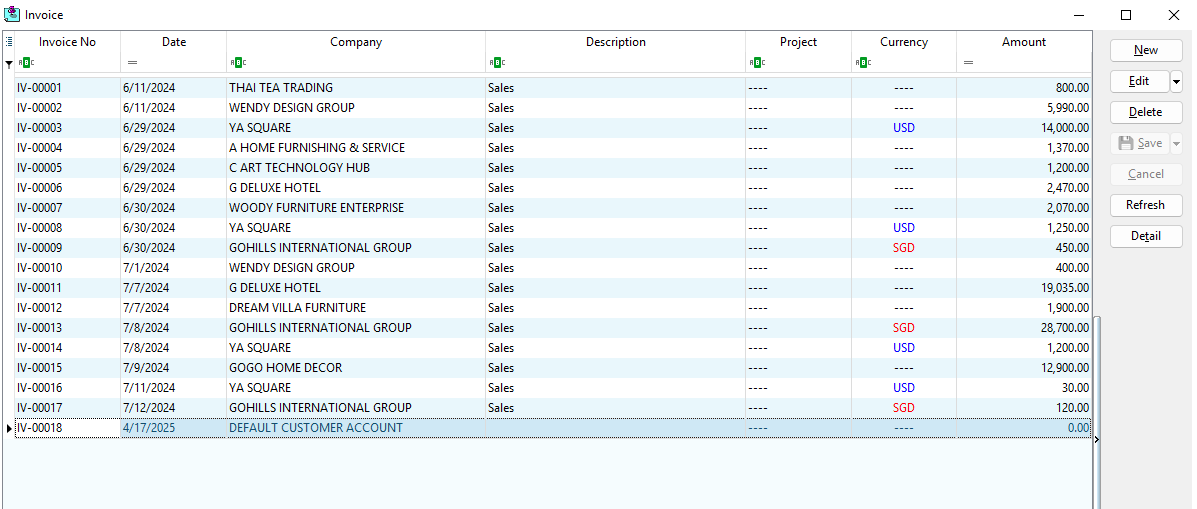 Invoice
Invoice No Date Company Description Project Currency Amount
ABC = ABC ABC ABC ABC =
IV-00001 6/11/2024 THAI TEA TRADING Sales ---- ---- 800.00
IV-00002 6/11/2024 WENDY DESIGN GROUP Sales ---- ---- 5,990.00
IV-00003 6/29/2024 YA SQUARE Sales ---- USD 14,000.00
IV-00004 6/29/2024 A HOME FURNISHING & SERVICE Sales ---- ---- 1,370.00
IV-00005 6/29/2024 C ART TECHNOLOGY HUB Sales ---- ---- 1,200.00
IV-00006 6/29/2024 G DELUXE HOTEL Sales ---- ---- 2,470.00
IV-00007 6/30/2024 WOODY FURNITURE ENTERPRISE Sales ---- ---- 2,070.00
IV-00008 6/30/2024 YA SQUARE Sales ---- USD 1,250.00
IV-00009 6/30/2024 GOHILLS INTERNATIONAL GROUP Sales ---- SGD 450.00
IV-00010 7/1/2024 WENDY DESIGN GROUP Sales ---- ---- 400.00
IV-00011 7/7/2024 G DELUXE HOTEL Sales ---- ---- 19,035.00
IV-00012 7/7/2024 DREAM VILLA FURNITURE Sales ---- ---- 1,900.00
IV-00013 7/8/2024 GOHILLS INTERNATIONAL GROUP Sales ---- SGD 28,700.00
IV-00014 7/8/2024 YA SQUARE Sales ---- USD 1,200.00
IV-00015 7/9/2024 GOGO HOME DECOR Sales ---- ---- 12,900.00
IV-00016 7/11/2024 YA SQUARE Sales ---- USD 30.00
IV-00017 7/12/2024 GOHILLS INTERNATIONAL GROUP Sales ---- SGD 120.00
IV-00018 4/17/2025 DEFAULT CUSTOMER ACCOUNT ---- ---- 0.00
New
Edit
Delete
Save
Cancel
Refresh
Detail